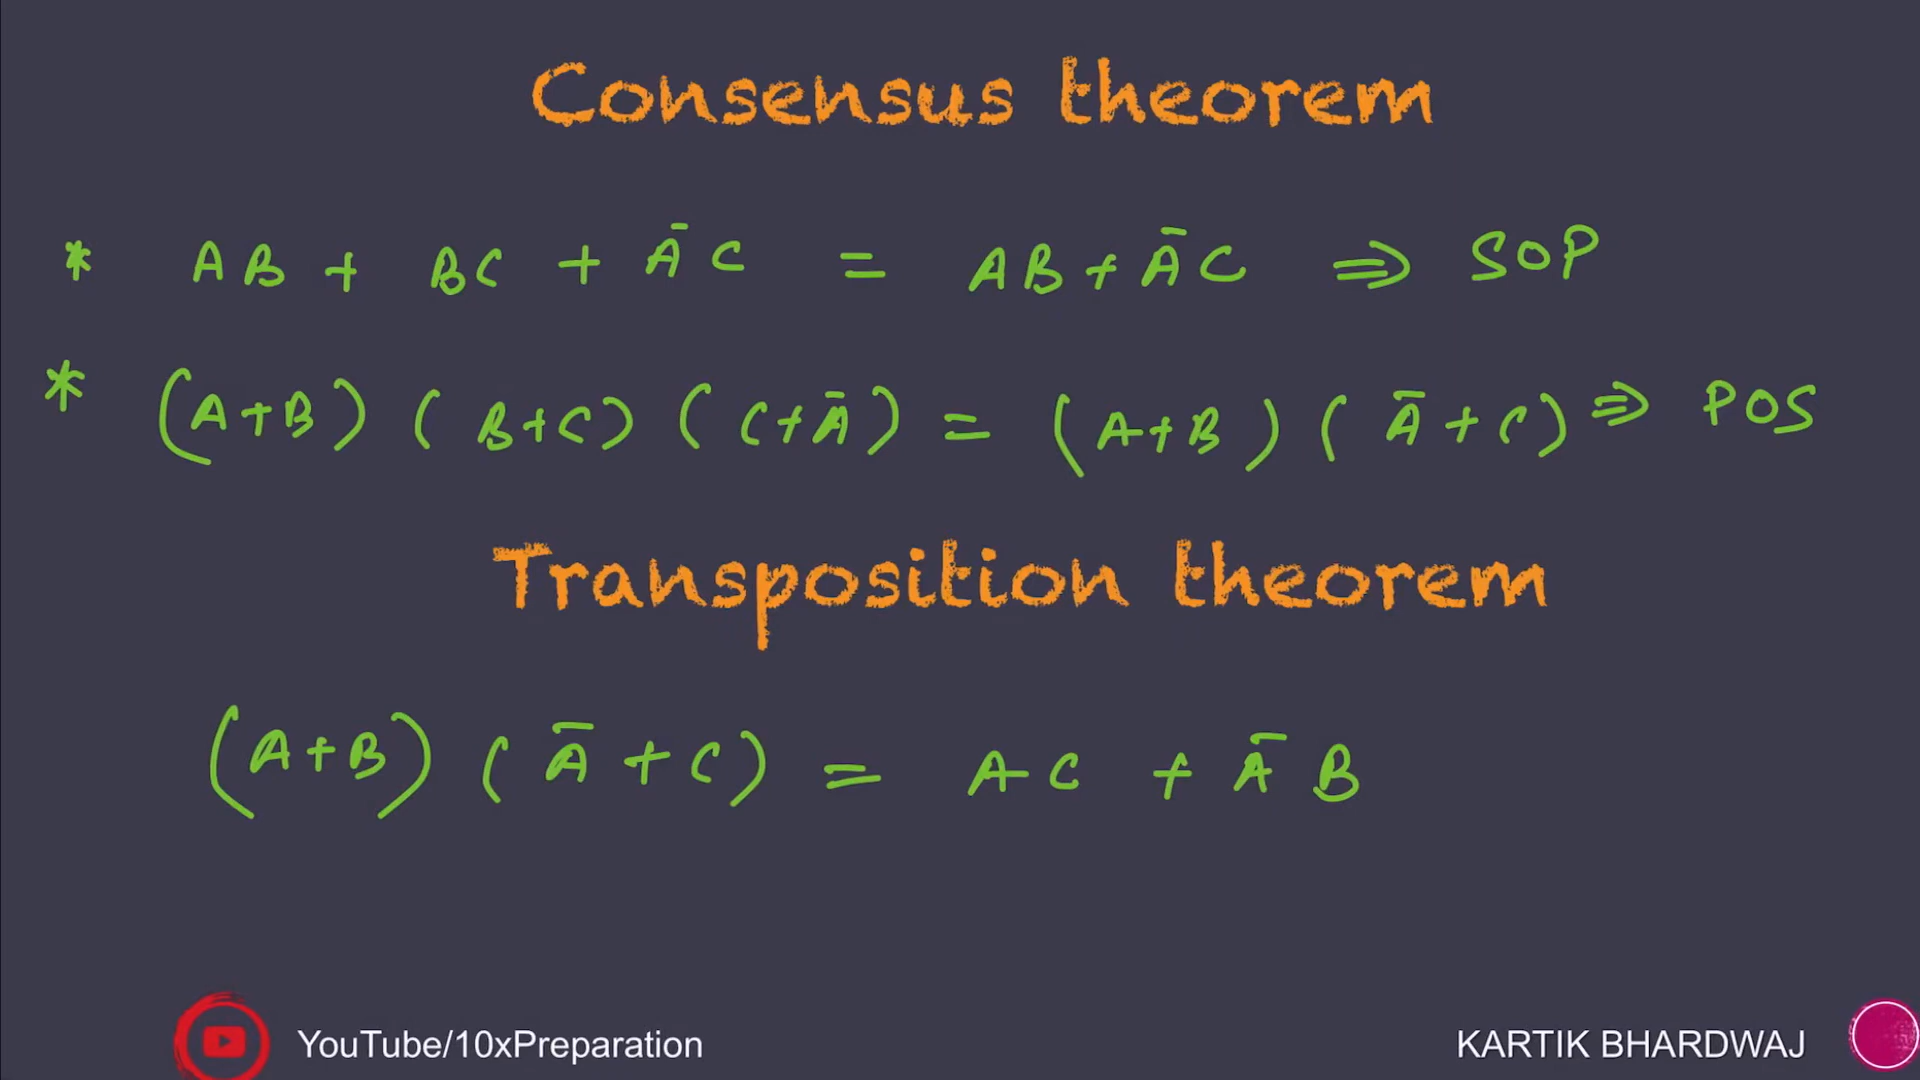 Consensus theorem
* AB + BC + ĀC = AB + ĀC ⇒ SOP
* (A+B) (B+C) (C+Ā) = (A+B) (Ā+C) ⇒ POS
Transposition theorem
(A+B) (Ā+C) = AC + ĀB
YouTube/10xPreparation
KARTIK BHARDWAJ